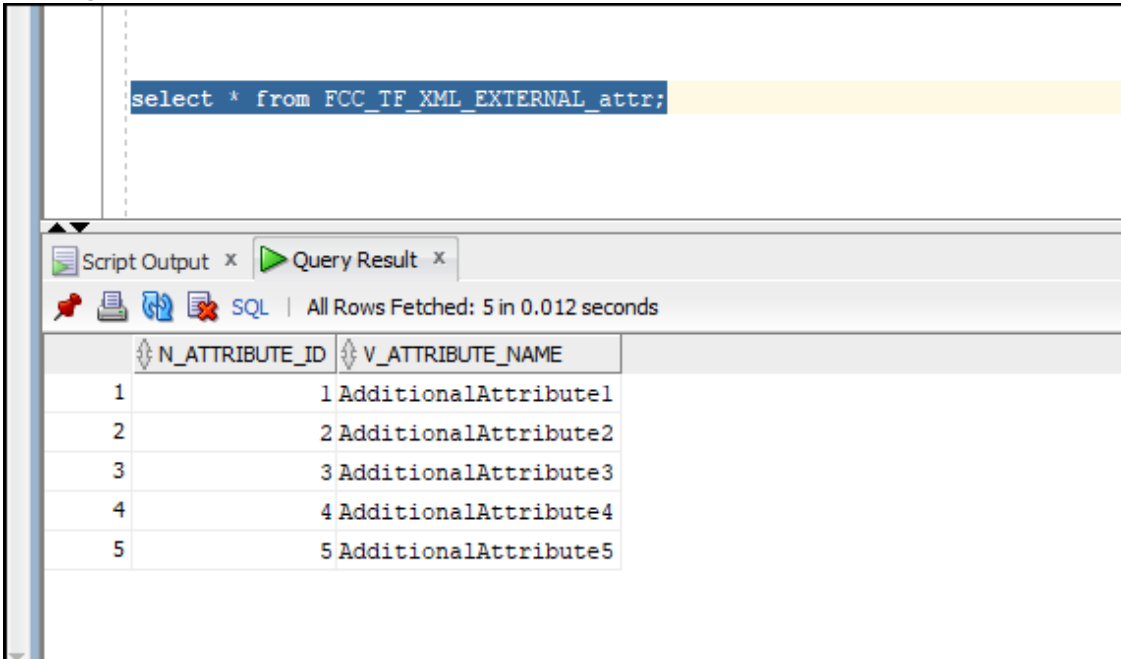 select * from FCC_TF_XML_EXTERNAL_attr;
Script Output x Query Result x
SQL | All Rows Fetched: 5 in 0.012 seconds
N_ATTRIBUTE_ID V_ATTRIBUTE_NAME
1 1 AdditionalAttribute1
2 2 AdditionalAttribute2
3 3 AdditionalAttribute3
4 4 AdditionalAttribute4
5 5 AdditionalAttribute5